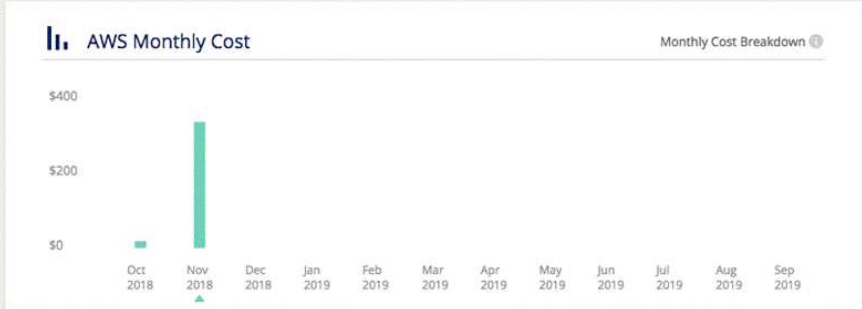 AWS Monthly Cost
Monthly Cost Breakdown
$400
$200
$0
Oct Nov Dec Jan Feb Mar Apr May Jun Jul Aug Sep
2018 2018 2018 2019 2019 2019 2019 2019 2019 2019 2019 2019